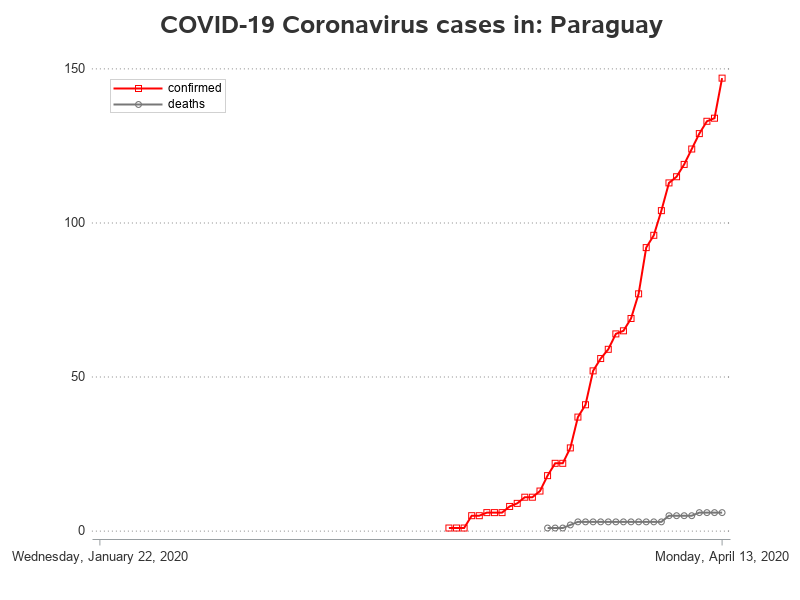 COVID-19 Coronavirus cases in: Paraguay
150
confirmed
deaths
100
50
0
Wednesday, January 22, 2020
Monday, April 13, 2020